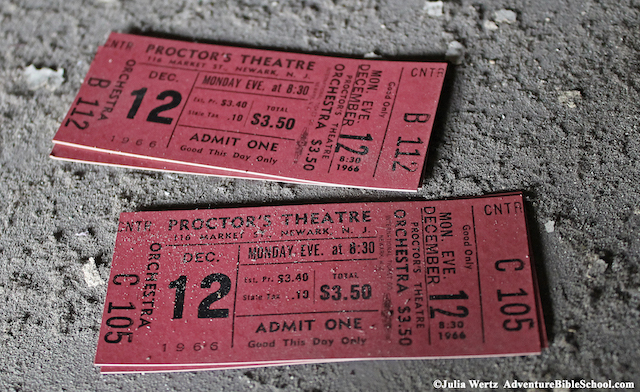 CNTR
B 112
ORCHESTRA
PROCTOR'S THEATRE
116 MARKET ST., NEWARK, N. J.
DEC.
12
1966
MONDAY EVE. at 8:30
Est. Pr. $3.40
State Tax .10
TOTAL
$3.50
ADMIT ONE
Good This Day Only
ORCHESTRA $3.50
PROCTOR'S THEATRE
MON. EVE.
DECEMBER
12
8:30
1966
Good Only
CNTR
B 112
CNTR
C 105
ORCHESTRA
PROCTOR'S THEATRE
116 MARKET ST., NEWARK, N. J.
DEC.
12
1966
MONDAY EVE. at 8:30
Est. Pr. $3.40
State Tax .10
TOTAL
$3.50
ADMIT ONE
Good This Day Only
ORCHESTRA $3.50
PROCTOR'S THEATRE
MON. EVE.
DECEMBER
12
8:30
1966
Good Only
CNTR
C 105
©Julia Wertz AdventureBibleSchool.com